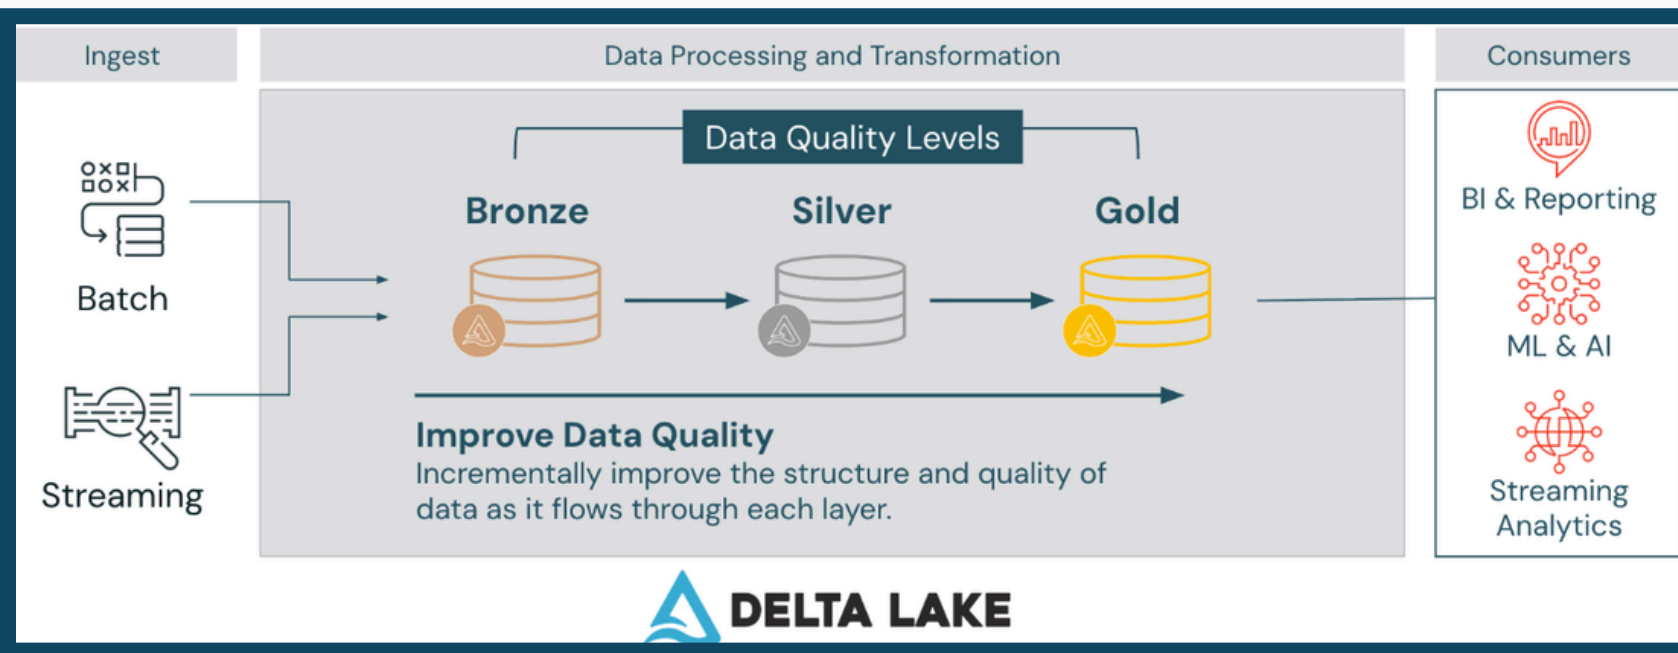 Ingest
Data Processing and Transformation
Consumers
Data Quality Levels
Bronze
Silver
Gold
Batch
Streaming
Improve Data Quality
Incrementally improve the structure and quality of
data as it flows through each layer.
BI & Reporting
ML & AI
Streaming
Analytics
DELTA LAKE